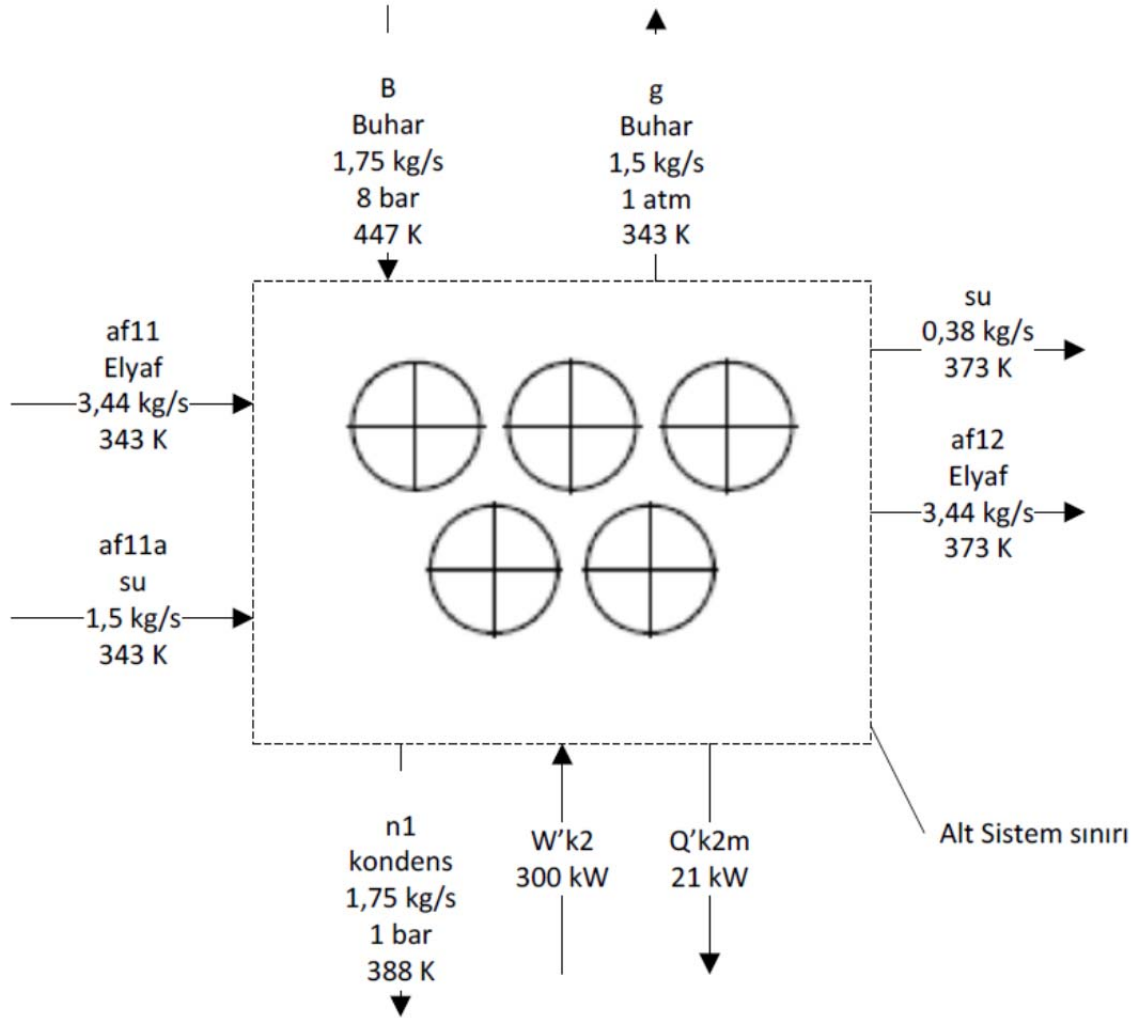 B
Buhar
1,75 kg/s
8 bar
447 K
g
Buhar
1,5 kg/s
1 atm
343 K
af11
Elyaf
3,44 kg/s
343 K
af11a
su
1,5 kg/s
343 K
su
0,38 kg/s
373 K
af12
Elyaf
3,44 kg/s
373 K
n1
kondens
1,75 kg/s
1 bar
388 K
W’k2
300 kW
Q’k2m
21 kW
Alt Sistem sınırı